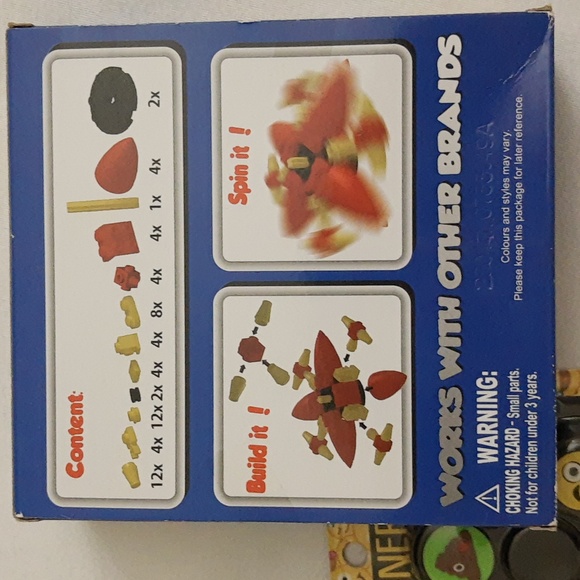 Content:
12x 4x 12x 2x 4x 4x 8x 4x 4x 1x 4x 2x
Build it !
Spin it !
WORKS WITH OTHER BRANDS
WARNING:
CHOKING HAZARD - Small parts.
Not for children under 3 years.
Colours and styles may vary.
Please keep this package for later reference.
NER